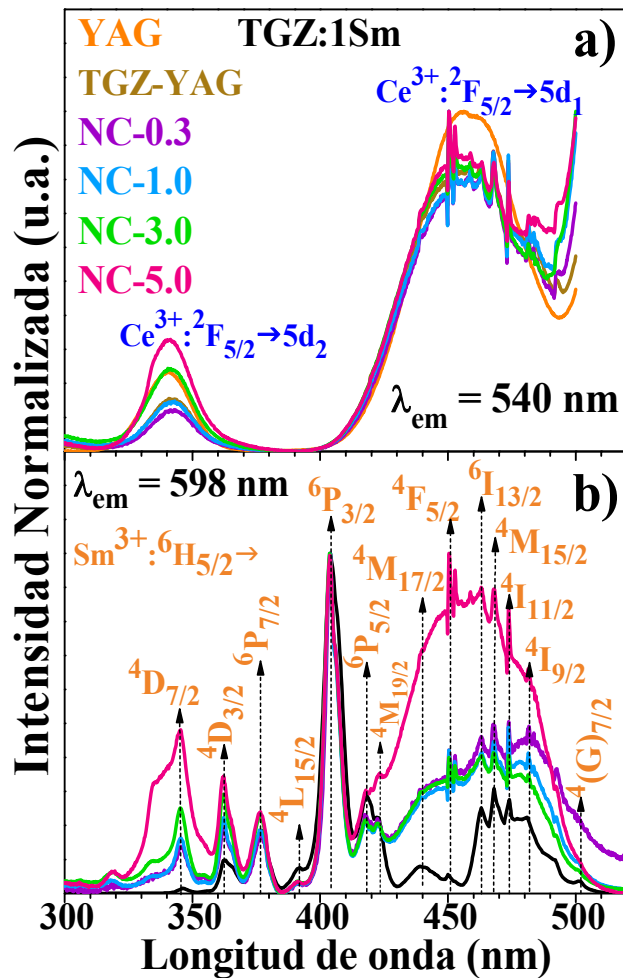 YAG TGZ:1Sm a)
TGZ-YAG Ce³⁺:²F₅/₂→5d₁
NC-0.3
NC-1.0
NC-3.0
NC-5.0
Ce³⁺:²F₅/₂→5d₂
λem = 540 nm
λem = 598 nm b)
Sm³⁺:⁶H₅/₂→
⁴D₇/₂
⁴D₃/₂
⁶P₇/₂
⁴L₁₅/₂
⁶P₃/₂
⁶P₅/₂
⁴M₁₉/₂
⁴M₁₇/₂
⁴F₅/₂
⁶I₁₃/₂
⁴M₁₅/₂
⁴I₁₁/₂
⁴I₉/₂
⁴(G)₇/₂
300 350 400 450 500
Longitud de onda (nm)
Intensidad Normalizada (u.a.)